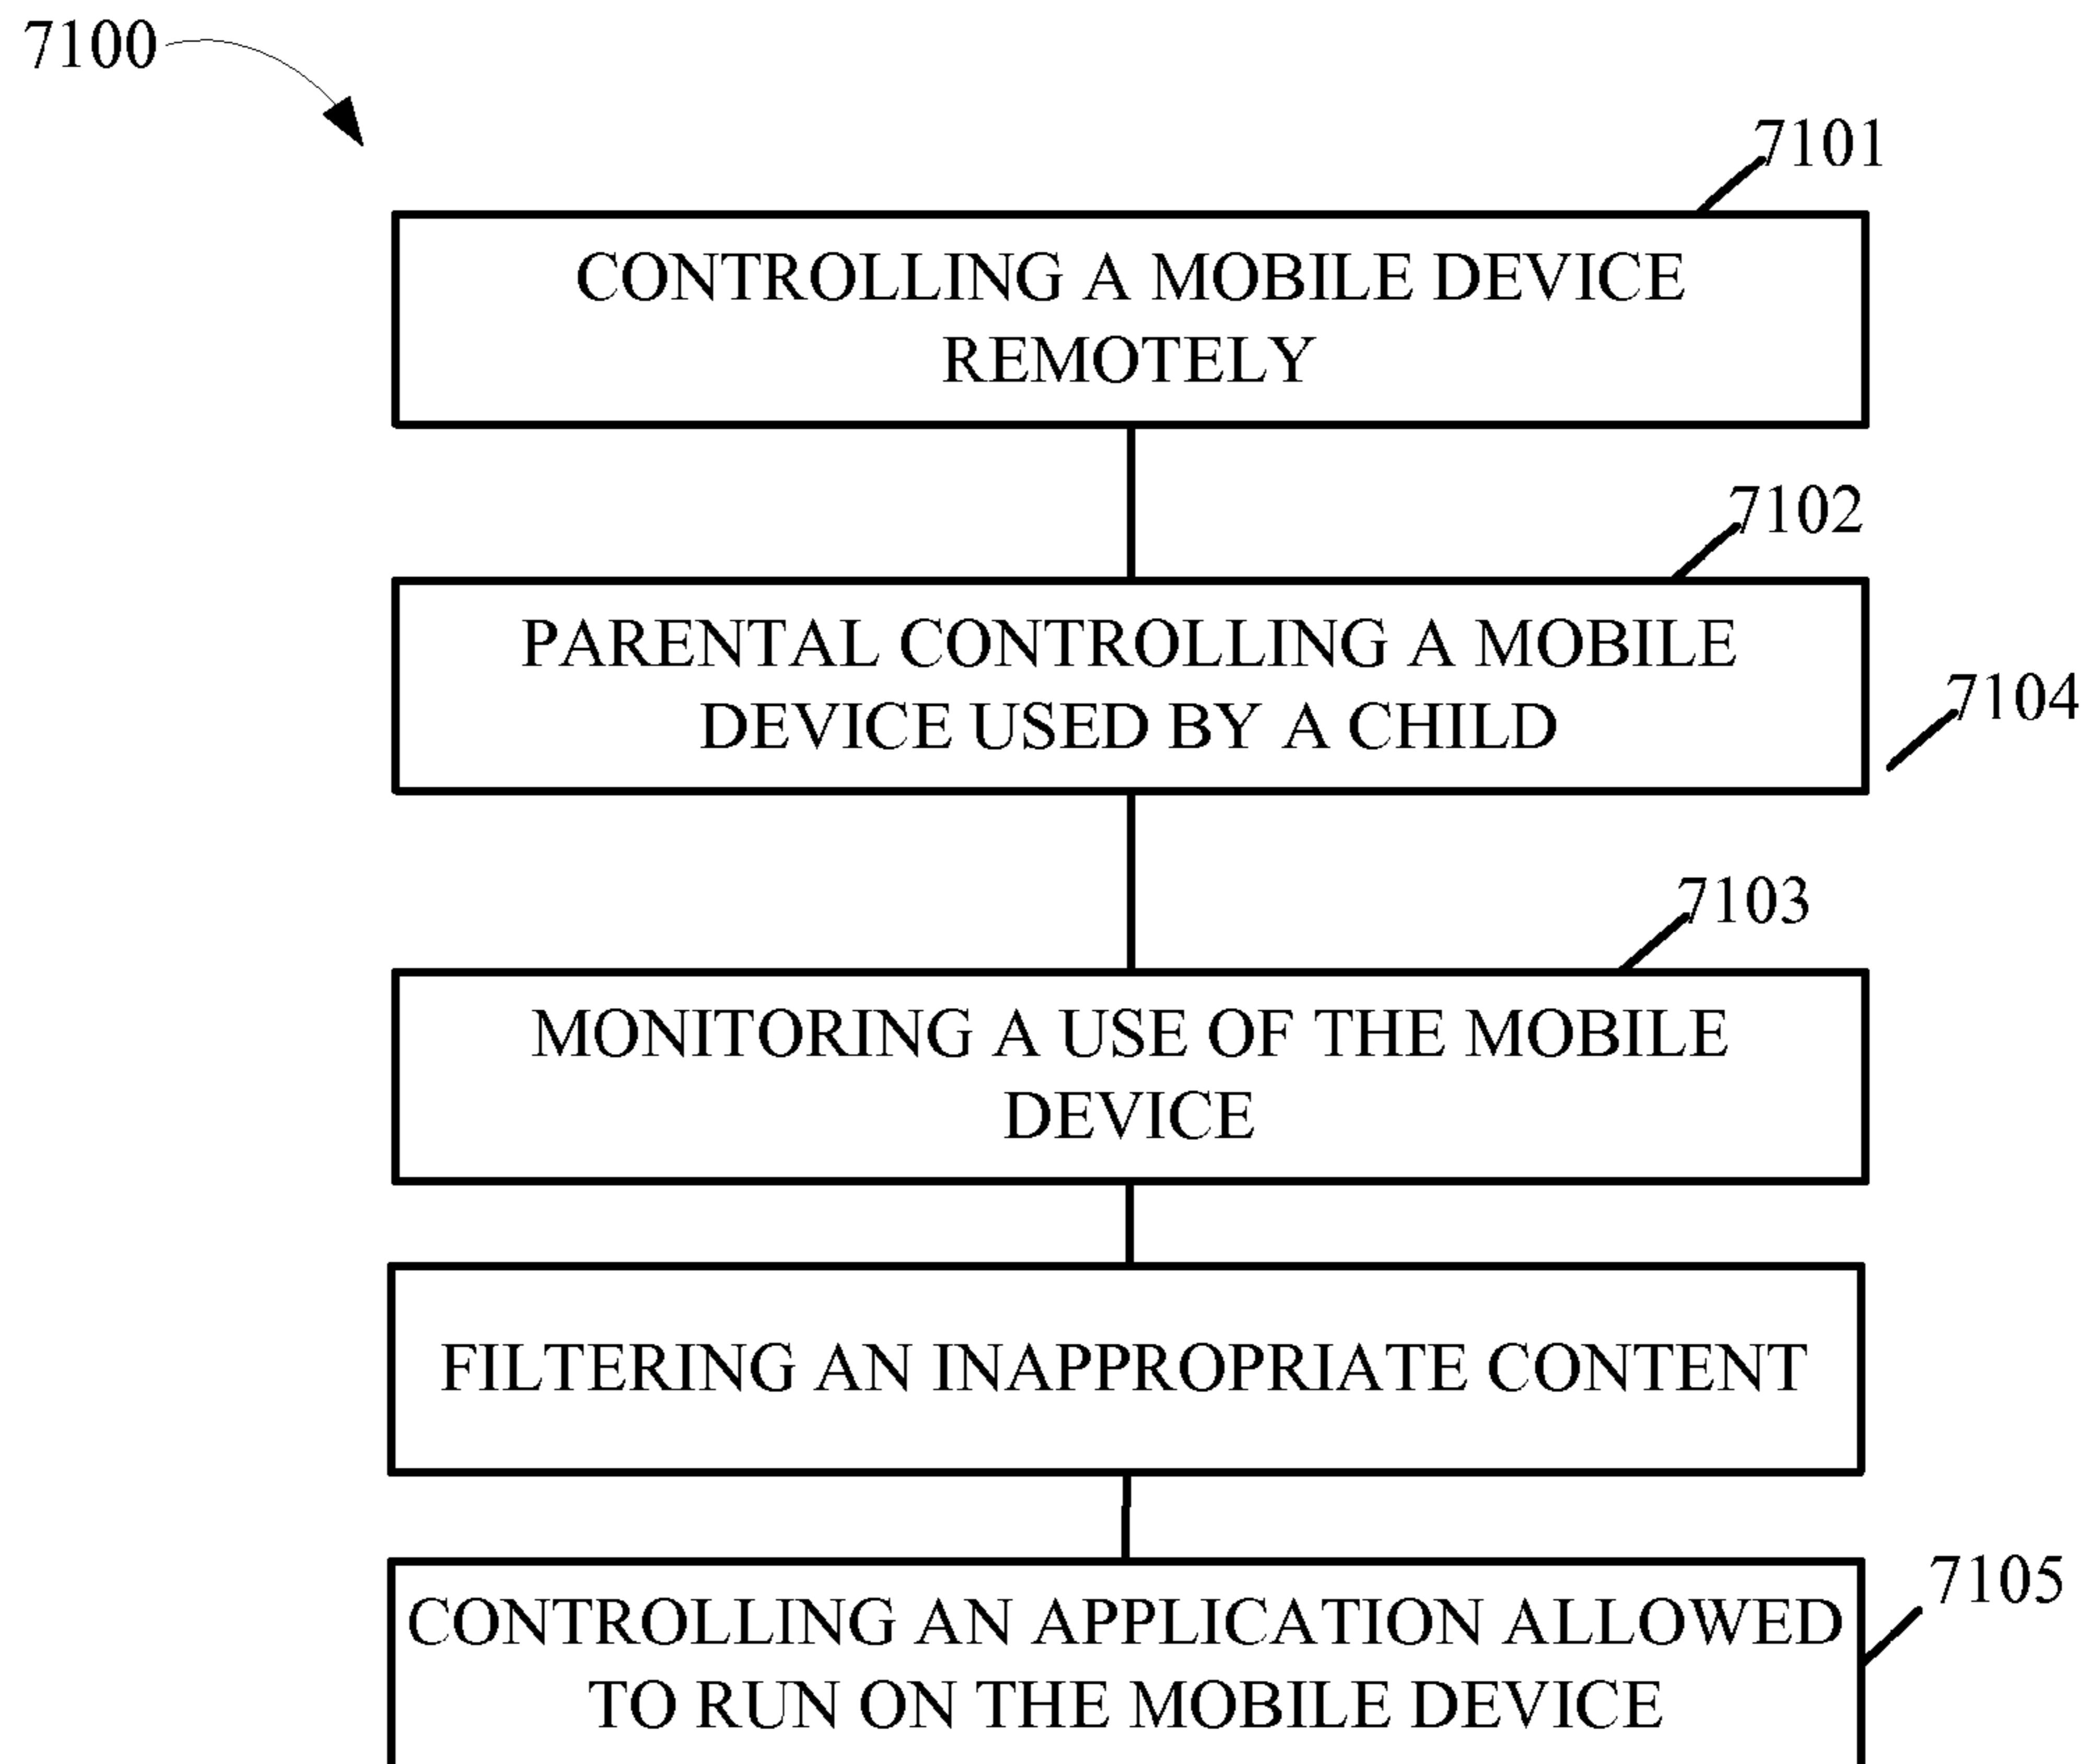 7100
7101
CONTROLLING A MOBILE DEVICE
REMOTELY
7102
PARENTAL CONTROLLING A MOBILE
DEVICE USED BY A CHILD
7104
7103
MONITORING A USE OF THE MOBILE
DEVICE
FILTERING AN INAPPROPRIATE CONTENT
7105
CONTROLLING AN APPLICATION ALLOWED
TO RUN ON THE MOBILE DEVICE